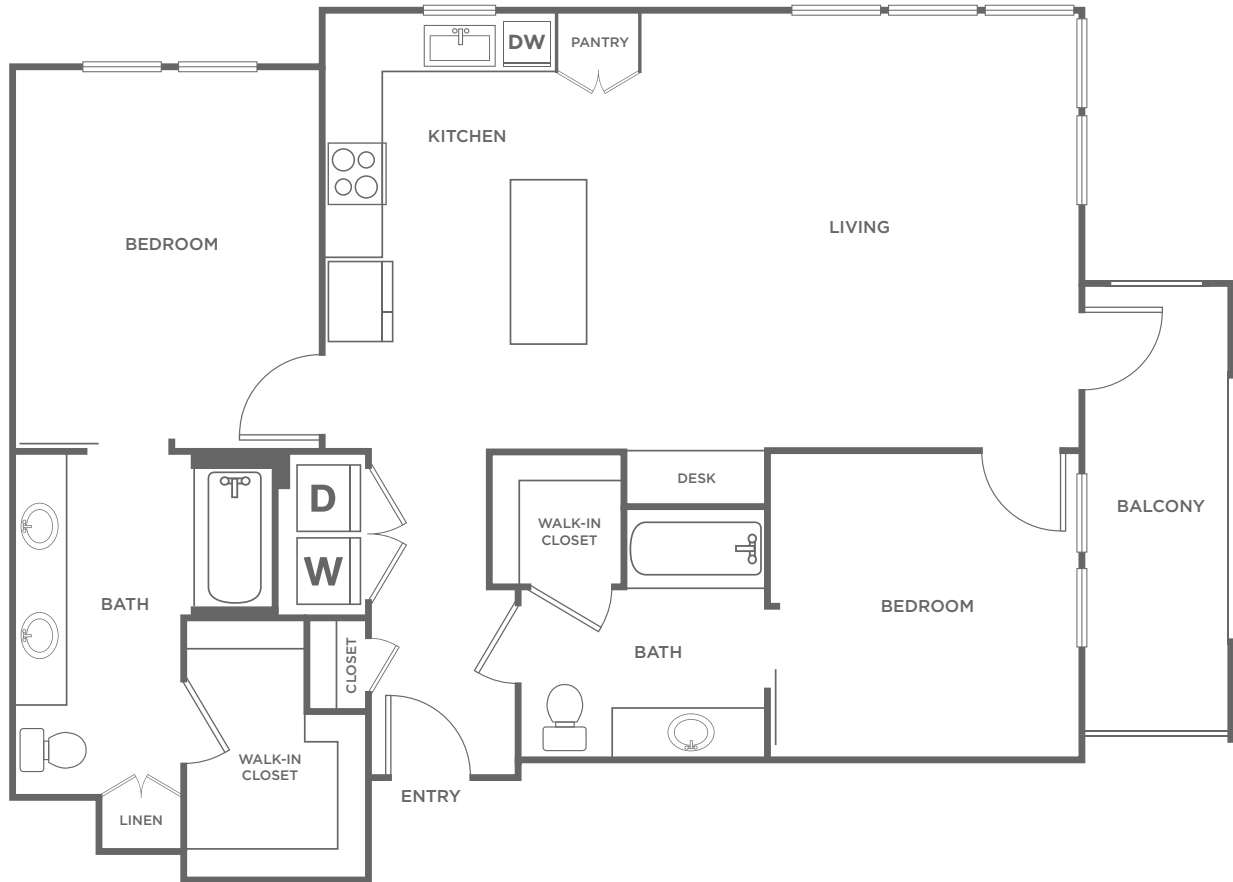 DW
PANTRY
KITCHEN
LIVING
BEDROOM
DESK
D
WALK-IN
CLOSET
BALCONY
W
BATH
BEDROOM
BATH
CLOSET
WALK-IN
CLOSET
ENTRY
LINEN